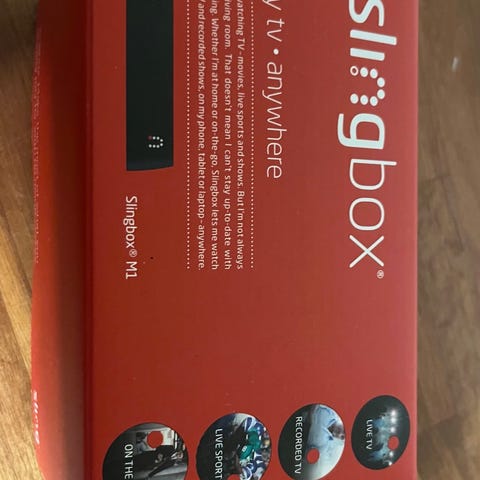 slingbox®
tv • anywhere
watching TV - movies, live sports and shows. But I'm not always
living room. That doesn't mean I can't stay up-to-date with
Whether I'm at home or on-the-go, Slingbox lets me watch
and recorded shows, on my phone, tablet or laptop - anywhere.
Slingbox® M1
LIVE TV
RECORDED TV
LIVE SPORT
ON THE